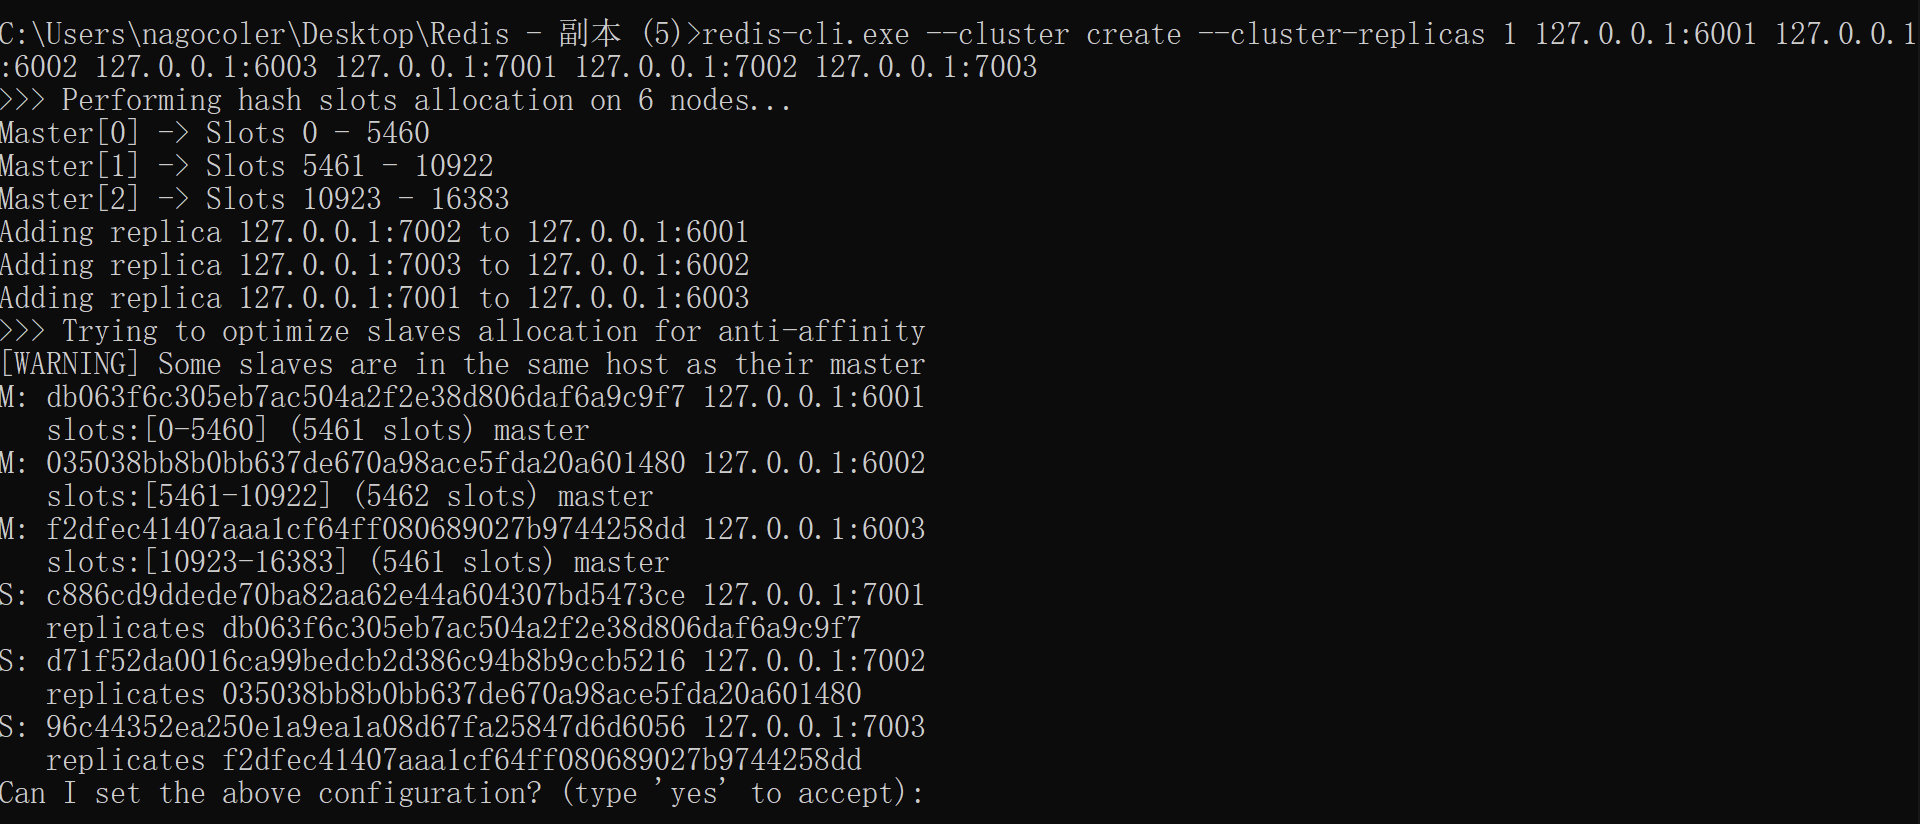 C:\Users\nagocoler\Desktop\Redis - 副本 (5)>redis-cli.exe --cluster create --cluster-replicas 1 127.0.0.1:6001 127.0.0.1
:6002 127.0.0.1:6003 127.0.0.1:7001 127.0.0.1:7002 127.0.0.1:7003
>>> Performing hash slots allocation on 6 nodes...
Master[0] -> Slots 0 - 5460
Master[1] -> Slots 5461 - 10922
Master[2] -> Slots 10923 - 16383
Adding replica 127.0.0.1:7002 to 127.0.0.1:6001
Adding replica 127.0.0.1:7003 to 127.0.0.1:6002
Adding replica 127.0.0.1:7001 to 127.0.0.1:6003
>>> Trying to optimize slaves allocation for anti-affinity
[WARNING] Some slaves are in the same host as their master
M: db063f6c305eb7ac504a2f2e38d806daf6a9c9f7 127.0.0.1:6001
   slots:[0-5460] (5461 slots) master
M: 035038bb8b0bb637de670a98ace5fda20a601480 127.0.0.1:6002
   slots:[5461-10922] (5462 slots) master
M: f2dfec41407aaa1cf64ff080689027b9744258dd 127.0.0.1:6003
   slots:[10923-16383] (5461 slots) master
S: c886cd9ddede70ba82aa62e44a604307bd5473ce 127.0.0.1:7001
   replicates db063f6c305eb7ac504a2f2e38d806daf6a9c9f7
S: d71f52da0016ca99bedcb2d386c94b8b9ccb5216 127.0.0.1:7002
   replicates 035038bb8b0bb637de670a98ace5fda20a601480
S: 96c44352ea250e1a9ea1a08d67fa25847d6d6056 127.0.0.1:7003
   replicates f2dfec41407aaa1cf64ff080689027b9744258dd
Can I set the above configuration? (type 'yes' to accept):